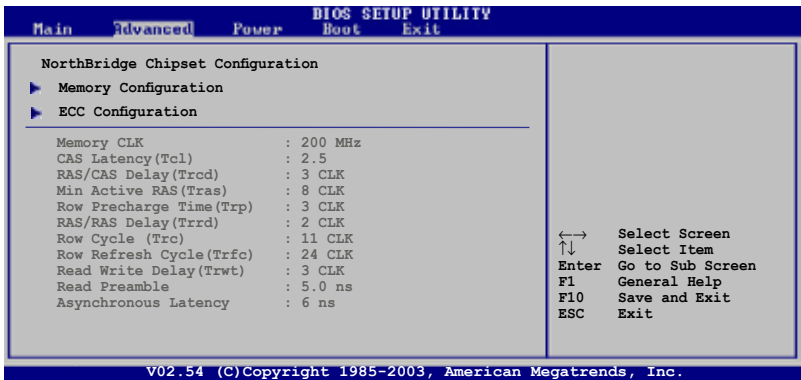 BIOS SETUP UTILITY
Main Advanced Power Boot Exit
NorthBridge Chipset Configuration
Memory Configuration
ECC Configuration
Memory CLK : 200 MHz
CAS Latency(Tcl) : 2.5
RAS/CAS Delay(Trcd) : 3 CLK
Min Active RAS(Tras) : 8 CLK
Row Precharge Time(Trp) : 3 CLK
RAS/RAS Delay(Trrd) : 2 CLK
Row Cycle (Trc) : 11 CLK
Row Refresh Cycle(Trfc) : 24 CLK
Read Write Delay(Trwt) : 3 CLK
Read Preamble : 5.0 ns
Asynchronous Latency : 6 ns
←→ Select Screen
↑↓ Select Item
Enter Go to Sub Screen
F1 General Help
F10 Save and Exit
ESC Exit
V02.54 (C)Copyright 1985-2003, American Megatrends, Inc.